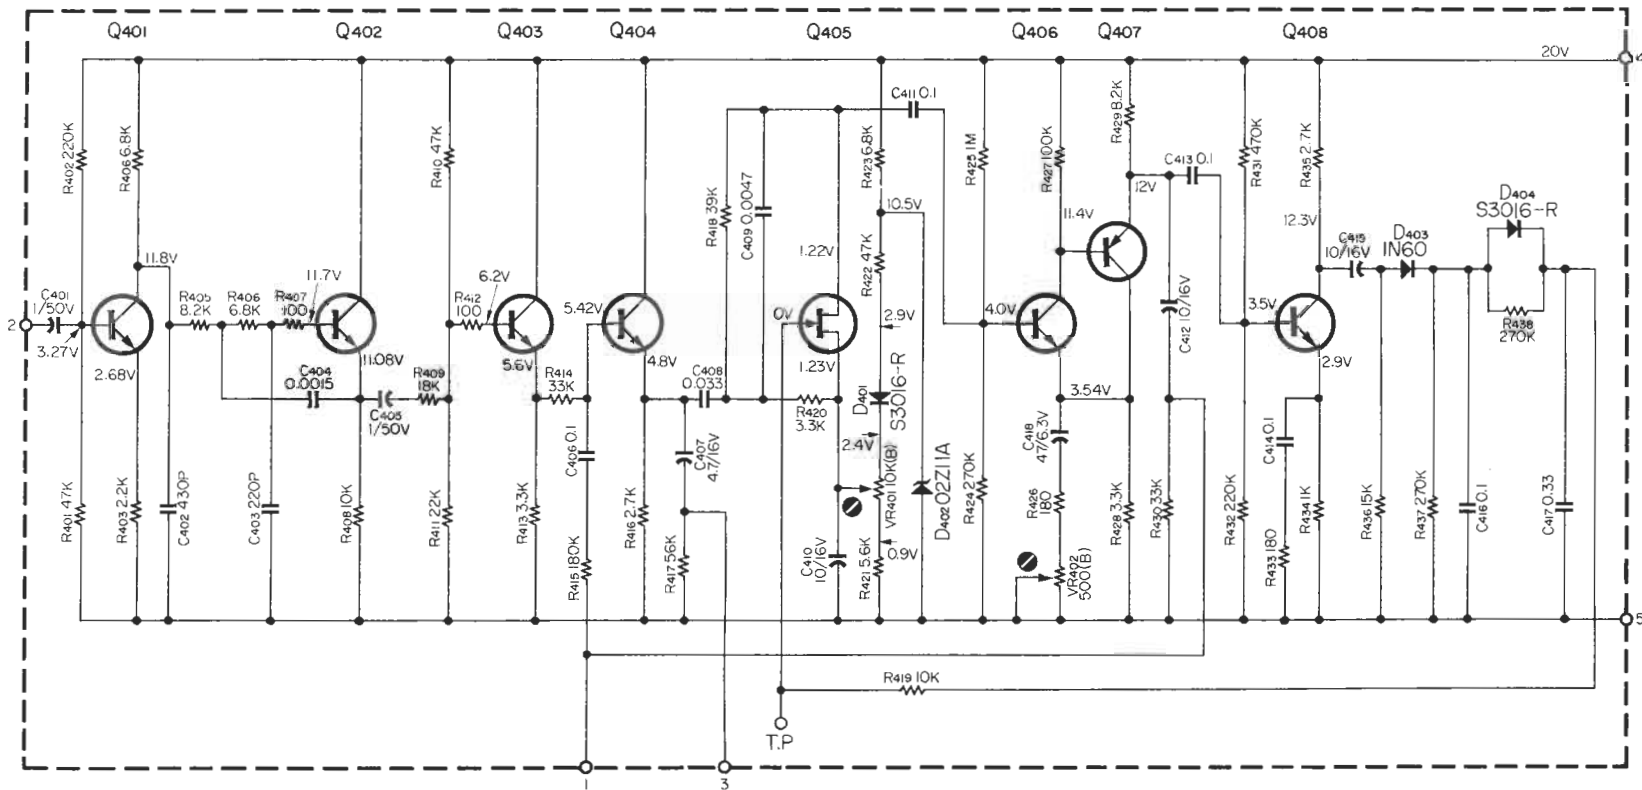 Q401 Q402 Q403 Q404 Q405 Q406 Q407 Q408
20V
4
R402 220K
R406 6.8K
R410 47K
R418 39K
C409 0.0047
C411 0.1
R423 6.8K
R425 1M
R427 100K
R429 8.2K
C413 0.1
R431 470K
R435 2.7K
D404
S3016-R
12V
10.5V
11.4V
12.3V
11.8V
11.7V
6.2V
5.42V
1.22V
R422 47K
C415
10/16V
D403
1N60
C401
1/50V
R405
8.2K
R406
6.8K
R407
100
R412
100
0V
2.9V
4.0V
C412 10/16V
3.5V
R438
270K
2
3.27V
2.68V
11.08V
5.6V
4.8V
1.23V
2.9V
C404
0.0015
R409
18K
R414
33K
C408
0.033
D401
S3016-R
3.54V
C405
1/50V
R420
3.3K
2.4V
C406 0.1
C407
4.7/16V
VR401 10K(B)
D402 02Z11A
C418
47/6.3V
C414 0.1
R401 47K
R403 2.2K
C402 430P
C403 220P
R408 10K
R411 22K
R413 3.3K
R416 2.7K
R424 270K
R426
180
R428 3.3K
R430 33K
R432 220K
R434 1K
R436 15K
R437 270K
C416 0.1
C417 0.33
R415 180K
R417 56K
C410
10/16V
R421 5.6K
0.9V
VR402
500(B)
R433 180
5
R419 10K
T.P
1
3